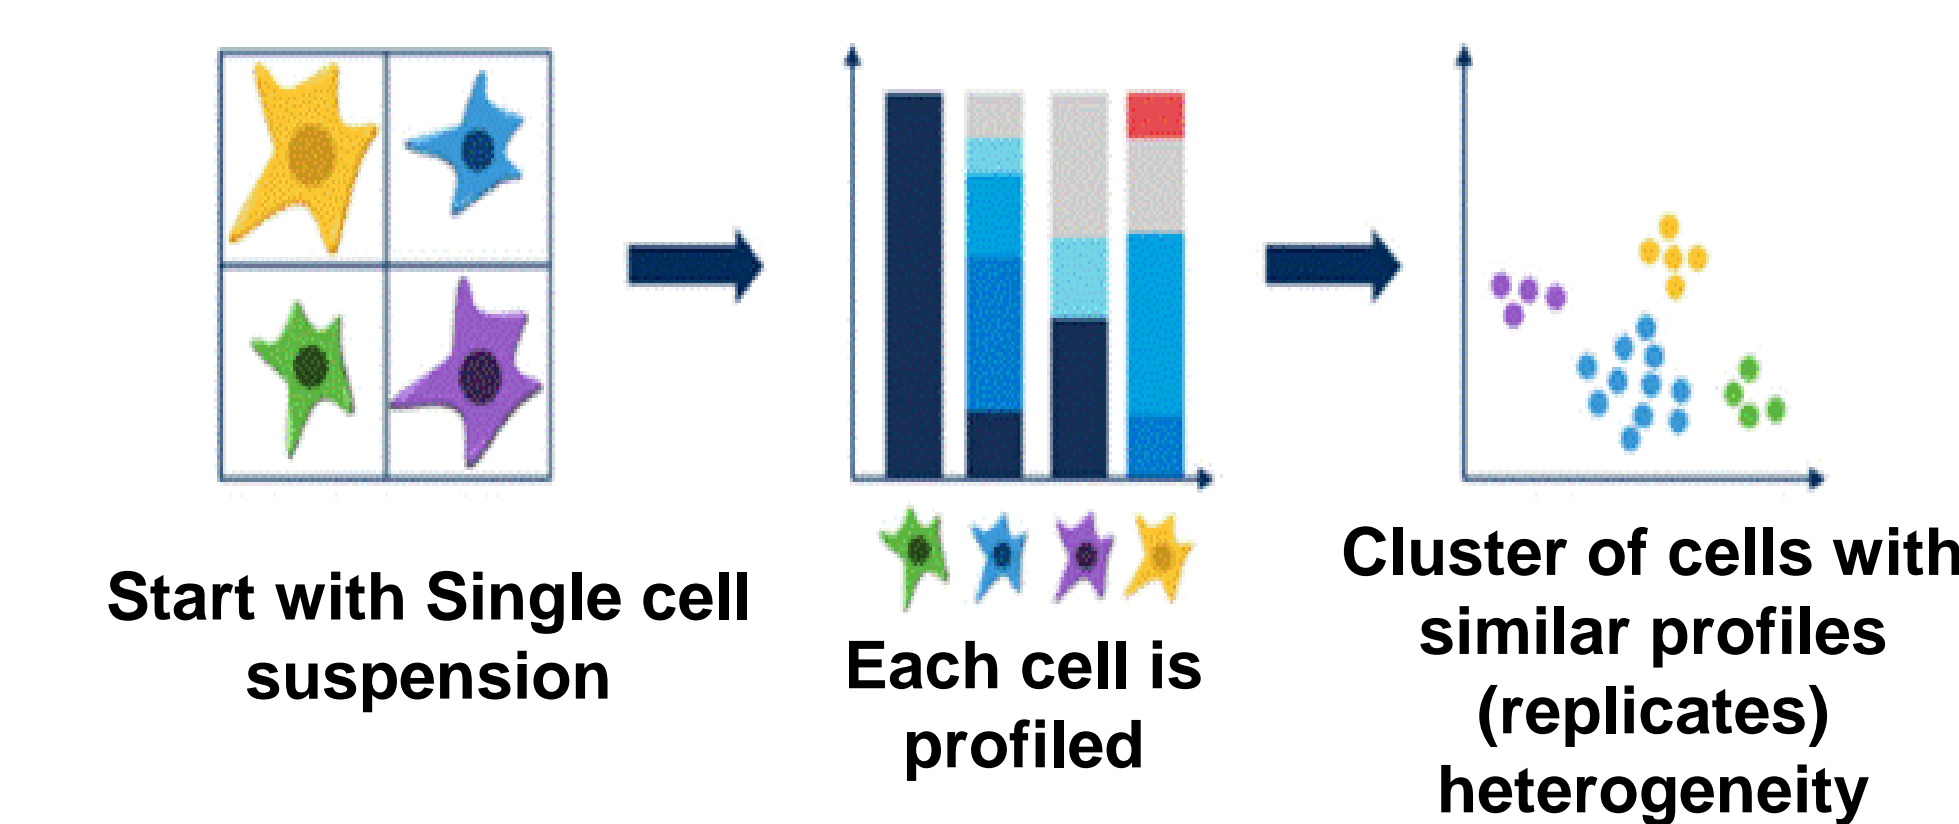 Start with Single cell
suspension
Each cell is
profiled
Cluster of cells with
similar profiles
(replicates)
heterogeneity